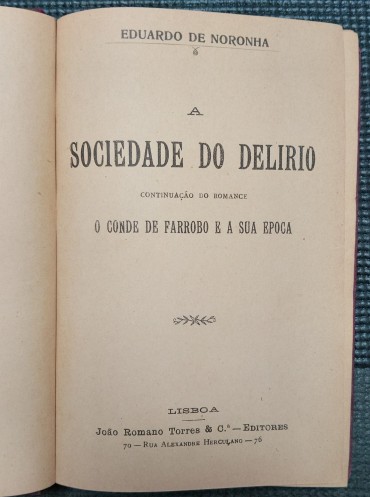 EDUARDO DE NORONHA
A
SOCIEDADE DO DELIRIO
CONTINUAÇÃO DO ROMANCE
O CONDE DE FARROBO E A SUA EPOCA
LISBOA
João Romano Torres & C.ª — EDITORES
70 — RUA ALEXANDRE HERCULANO — 76